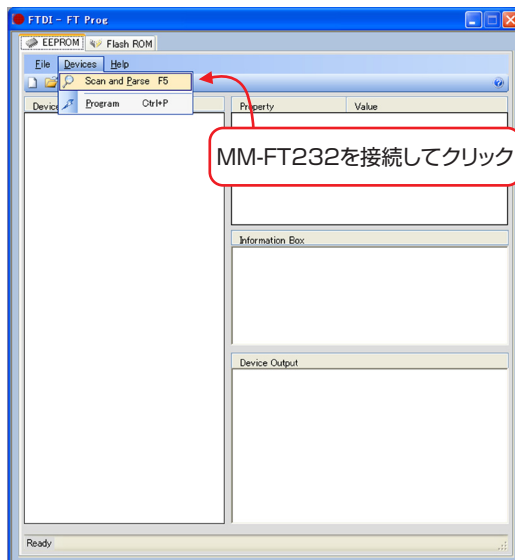 FTDI - FT Prog
EEPROM Flash ROM
File Devices Help
Scan and Parse F5
Program Ctrl+P
Device
Property Value
MM-FT232を接続してクリック
Information Box
Device Output
Ready